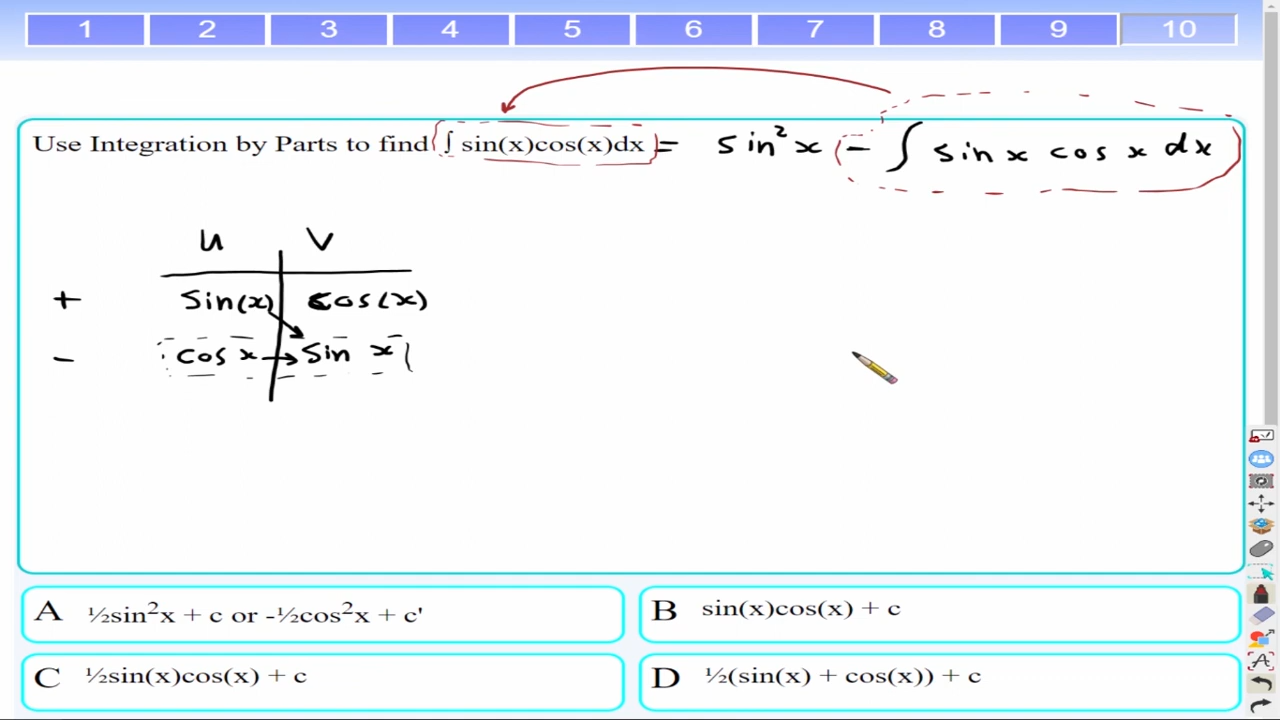 1 2 3 4 5 6 7 8 9 10
Use Integration by Parts to find ∫ sin(x)cos(x)dx = sin²x - ∫ sin x cos x dx
u v
+ sin(x) cos(x)
- cos x sin x
A ½sin²x + c or -½cos²x + c'
B sin(x)cos(x) + c
C ½sin(x)cos(x) + c
D ½(sin(x) + cos(x)) + c